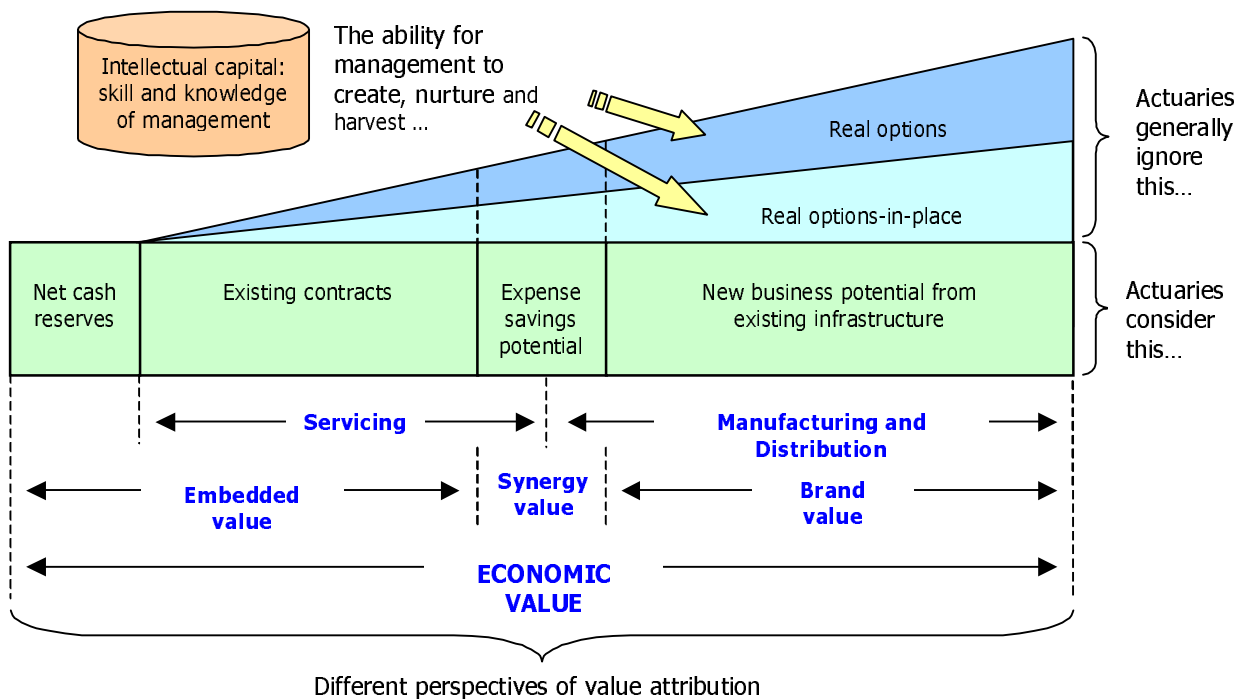 Intellectual capital:
skill and knowledge
of management
The ability for
management to
create, nurture and
harvest ...
Real options
Real options-in-place
Actuaries
generally
ignore
this...
Net cash
reserves
Existing contracts
Expense
savings
potential
New business potential from
existing infrastructure
Actuaries
consider
this...
Servicing
Manufacturing and
Distribution
Embedded
value
Synergy
value
Brand
value
ECONOMIC
VALUE
Different perspectives of value attribution